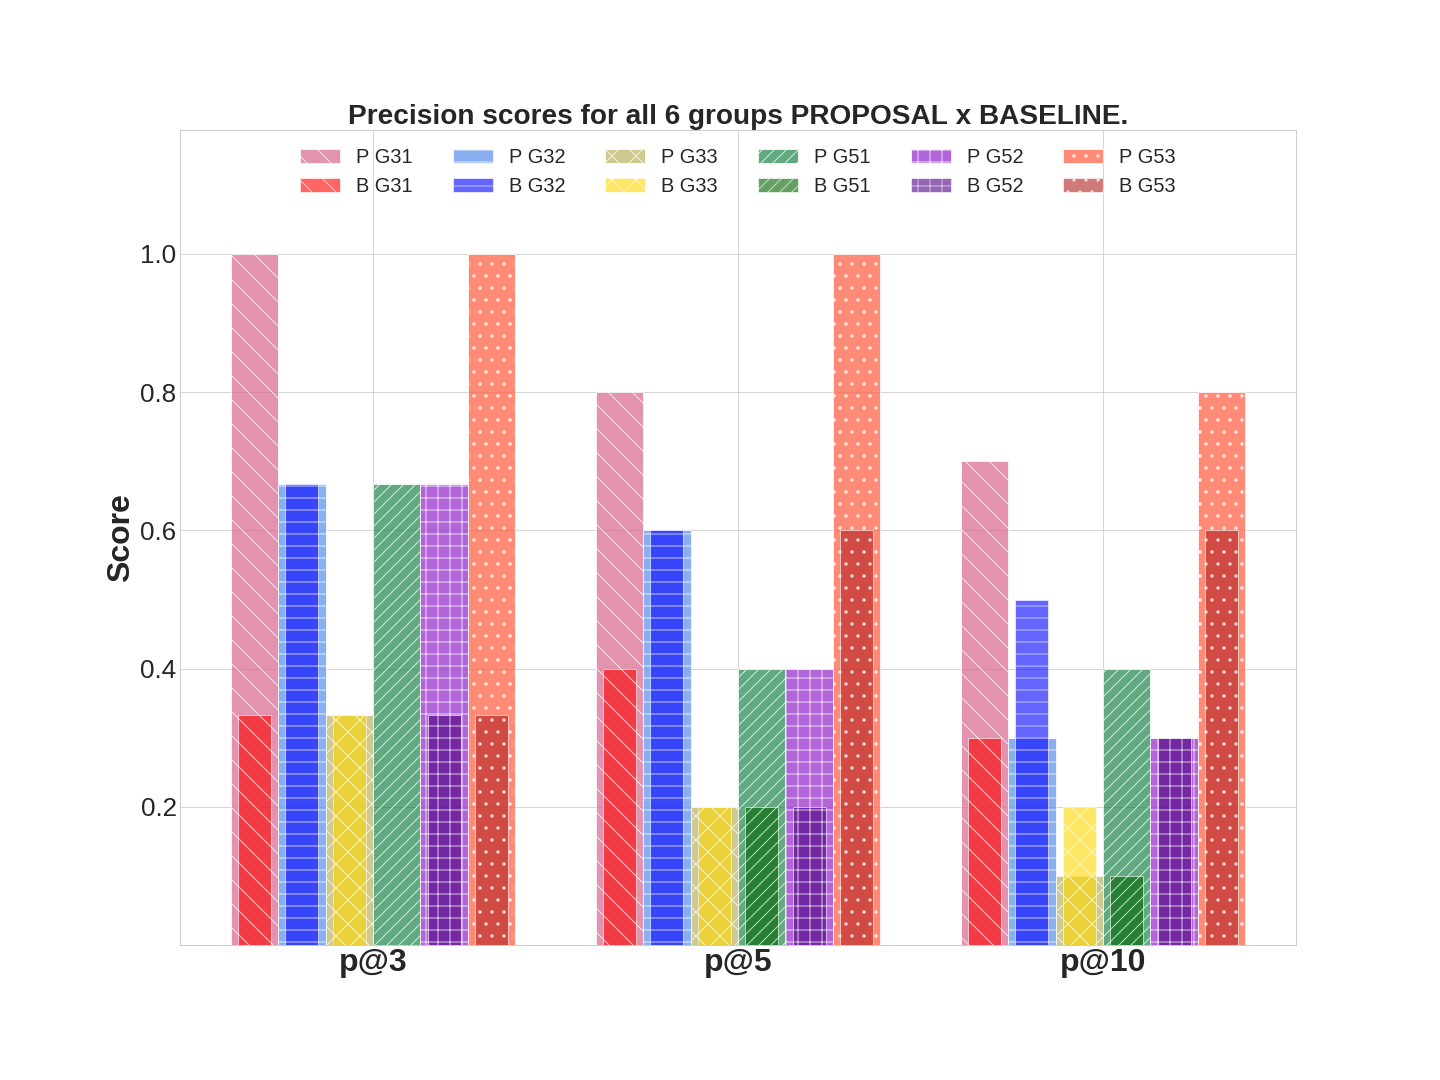 Precision scores for all 6 groups PROPOSAL x BASELINE.
P G31 P G32 P G33 P G51 P G52 P G53
B G31 B G32 B G33 B G51 B G52 B G53
1.0
0.8
0.6
0.4
0.2
Score
p@3 p@5 p@10